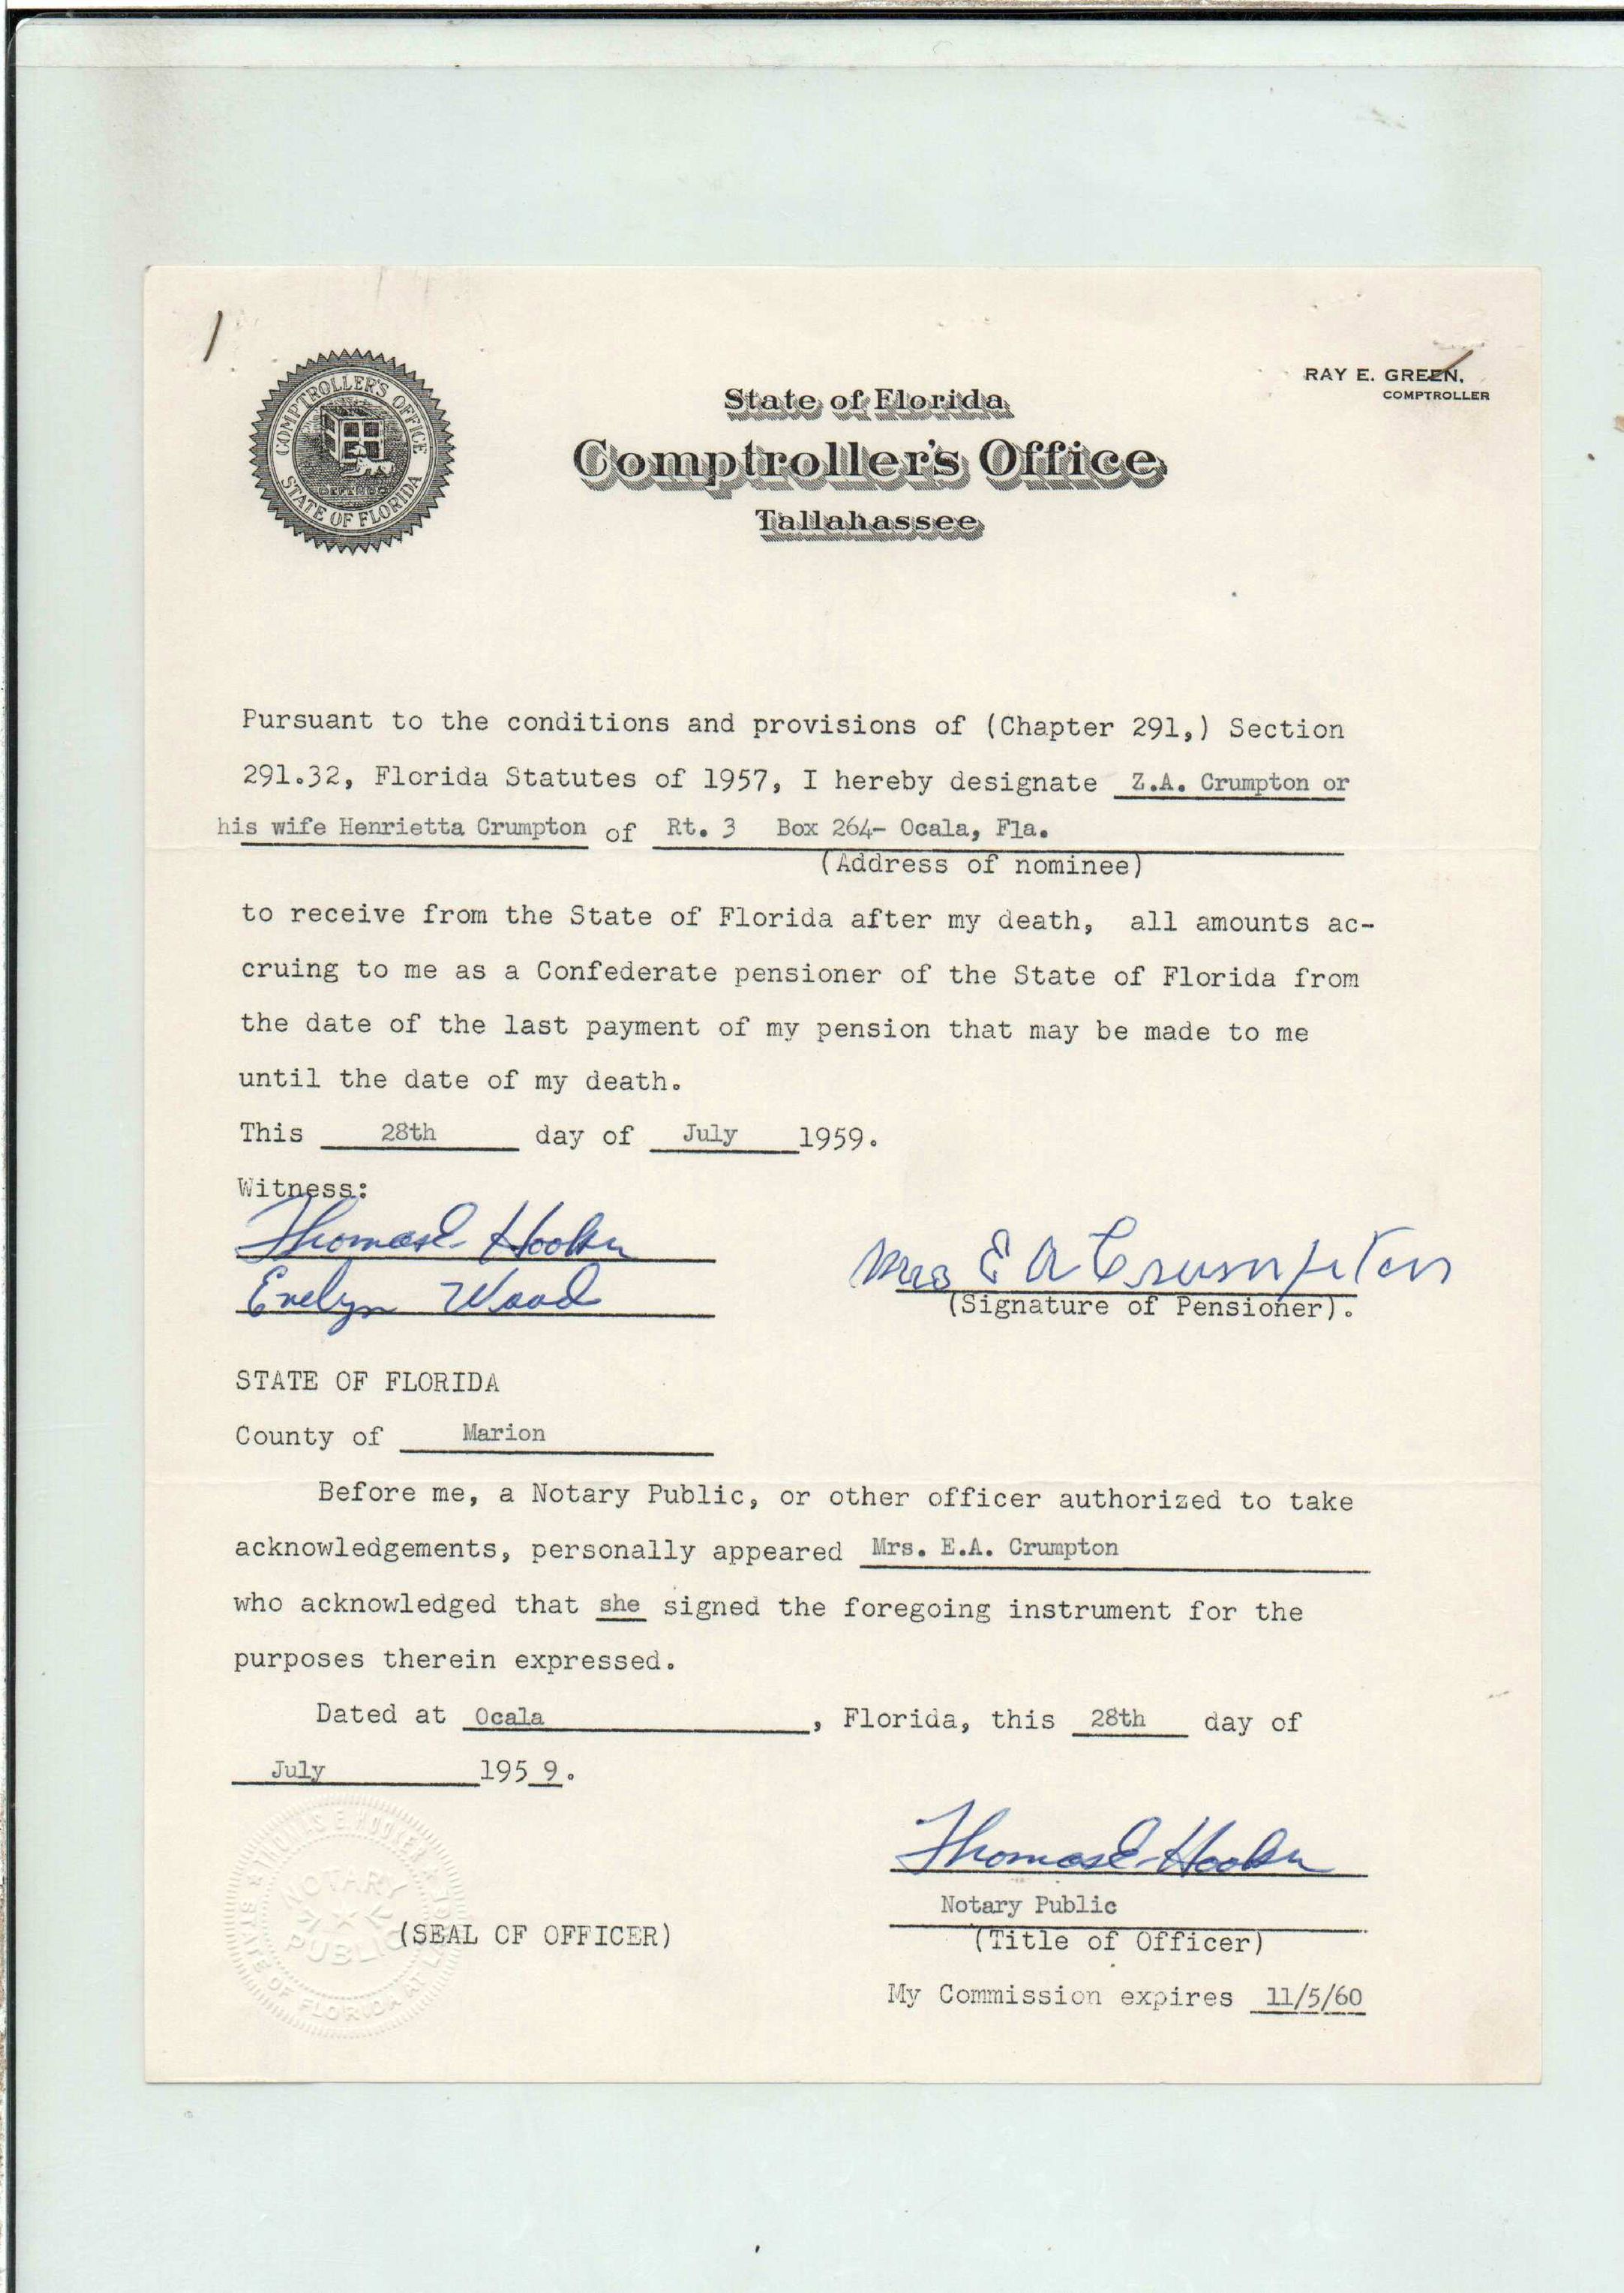 RAY E. GREEN,
COMPTROLLER
COMPTROLLER'S OFFICE
STATE OF FLORIDA
State of Florida
Comptroller's Office
Tallahassee
Pursuant to the conditions and provisions of (Chapter 291,) Section
291.32, Florida Statutes of 1957, I hereby designate Z.A. Crumpton or
his wife Henrietta Crumpton of Rt. 3 Box 264- Ocala, Fla.
(Address of nominee)
to receive from the State of Florida after my death, all amounts ac-
cruing to me as a Confederate pensioner of the State of Florida from
the date of the last payment of my pension that may be made to me
until the date of my death.
This 28th day of July 1959.
Witness:
Thomas E. Hooker
Evelyn Wood
Mrs E A Crumpton
(Signature of Pensioner).
STATE OF FLORIDA
County of Marion
Before me, a Notary Public, or other officer authorized to take
acknowledgements, personally appeared Mrs. E.A. Crumpton
who acknowledged that she signed the foregoing instrument for the
purposes therein expressed.
Dated at Ocala, Florida, this 28th day of
July 195 9.
Thomas E. Hooker
Notary Public
(Title of Officer)
(SEAL OF OFFICER)
THOMAS E. HOOKER
NOTARY
PUBLIC
STATE OF FLORIDA AT
My Commission expires 11/5/60